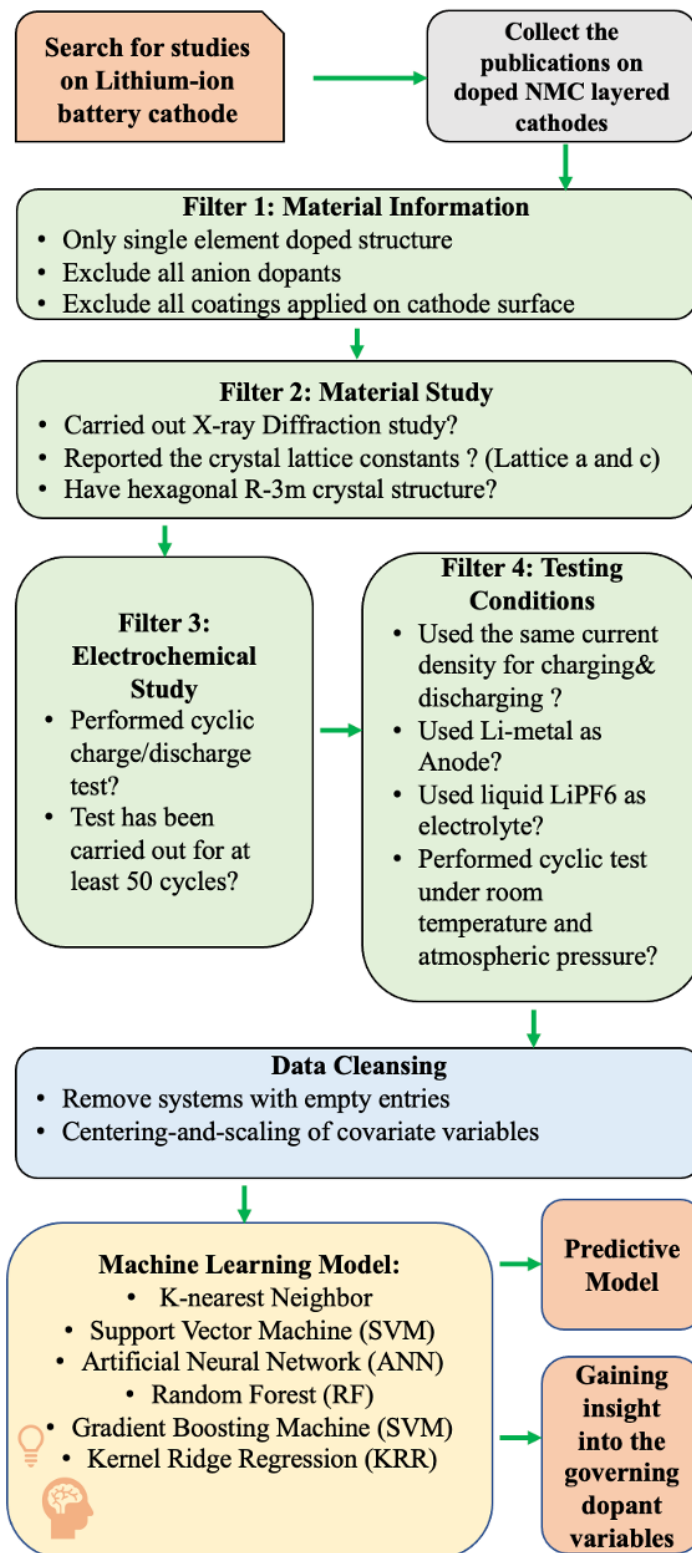 Search for studies
on Lithium-ion
battery cathode
Collect the
publications on
doped NMC layered
cathodes
Filter 1: Material Information
• Only single element doped structure
• Exclude all anion dopants
• Exclude all coatings applied on cathode surface
Filter 2: Material Study
• Carried out X-ray Diffraction study?
• Reported the crystal lattice constants ? (Lattice a and c)
• Have hexagonal R-3m crystal structure?
Filter 3:
Electrochemical
Study
• Performed cyclic
charge/discharge
test?
• Test has been
carried out for at
least 50 cycles?
Filter 4: Testing
Conditions
• Used the same current
density for charging&
discharging ?
• Used Li-metal as
Anode?
• Used liquid LiPF6 as
electrolyte?
• Performed cyclic test
under room
temperature and
atmospheric pressure?
Data Cleansing
• Remove systems with empty entries
• Centering-and-scaling of covariate variables
Machine Learning Model:
• K-nearest Neighbor
• Support Vector Machine (SVM)
• Artificial Neural Network (ANN)
• Random Forest (RF)
• Gradient Boosting Machine (SVM)
• Kernel Ridge Regression (KRR)
Predictive
Model
Gaining
insight
into the
governing
dopant
variables